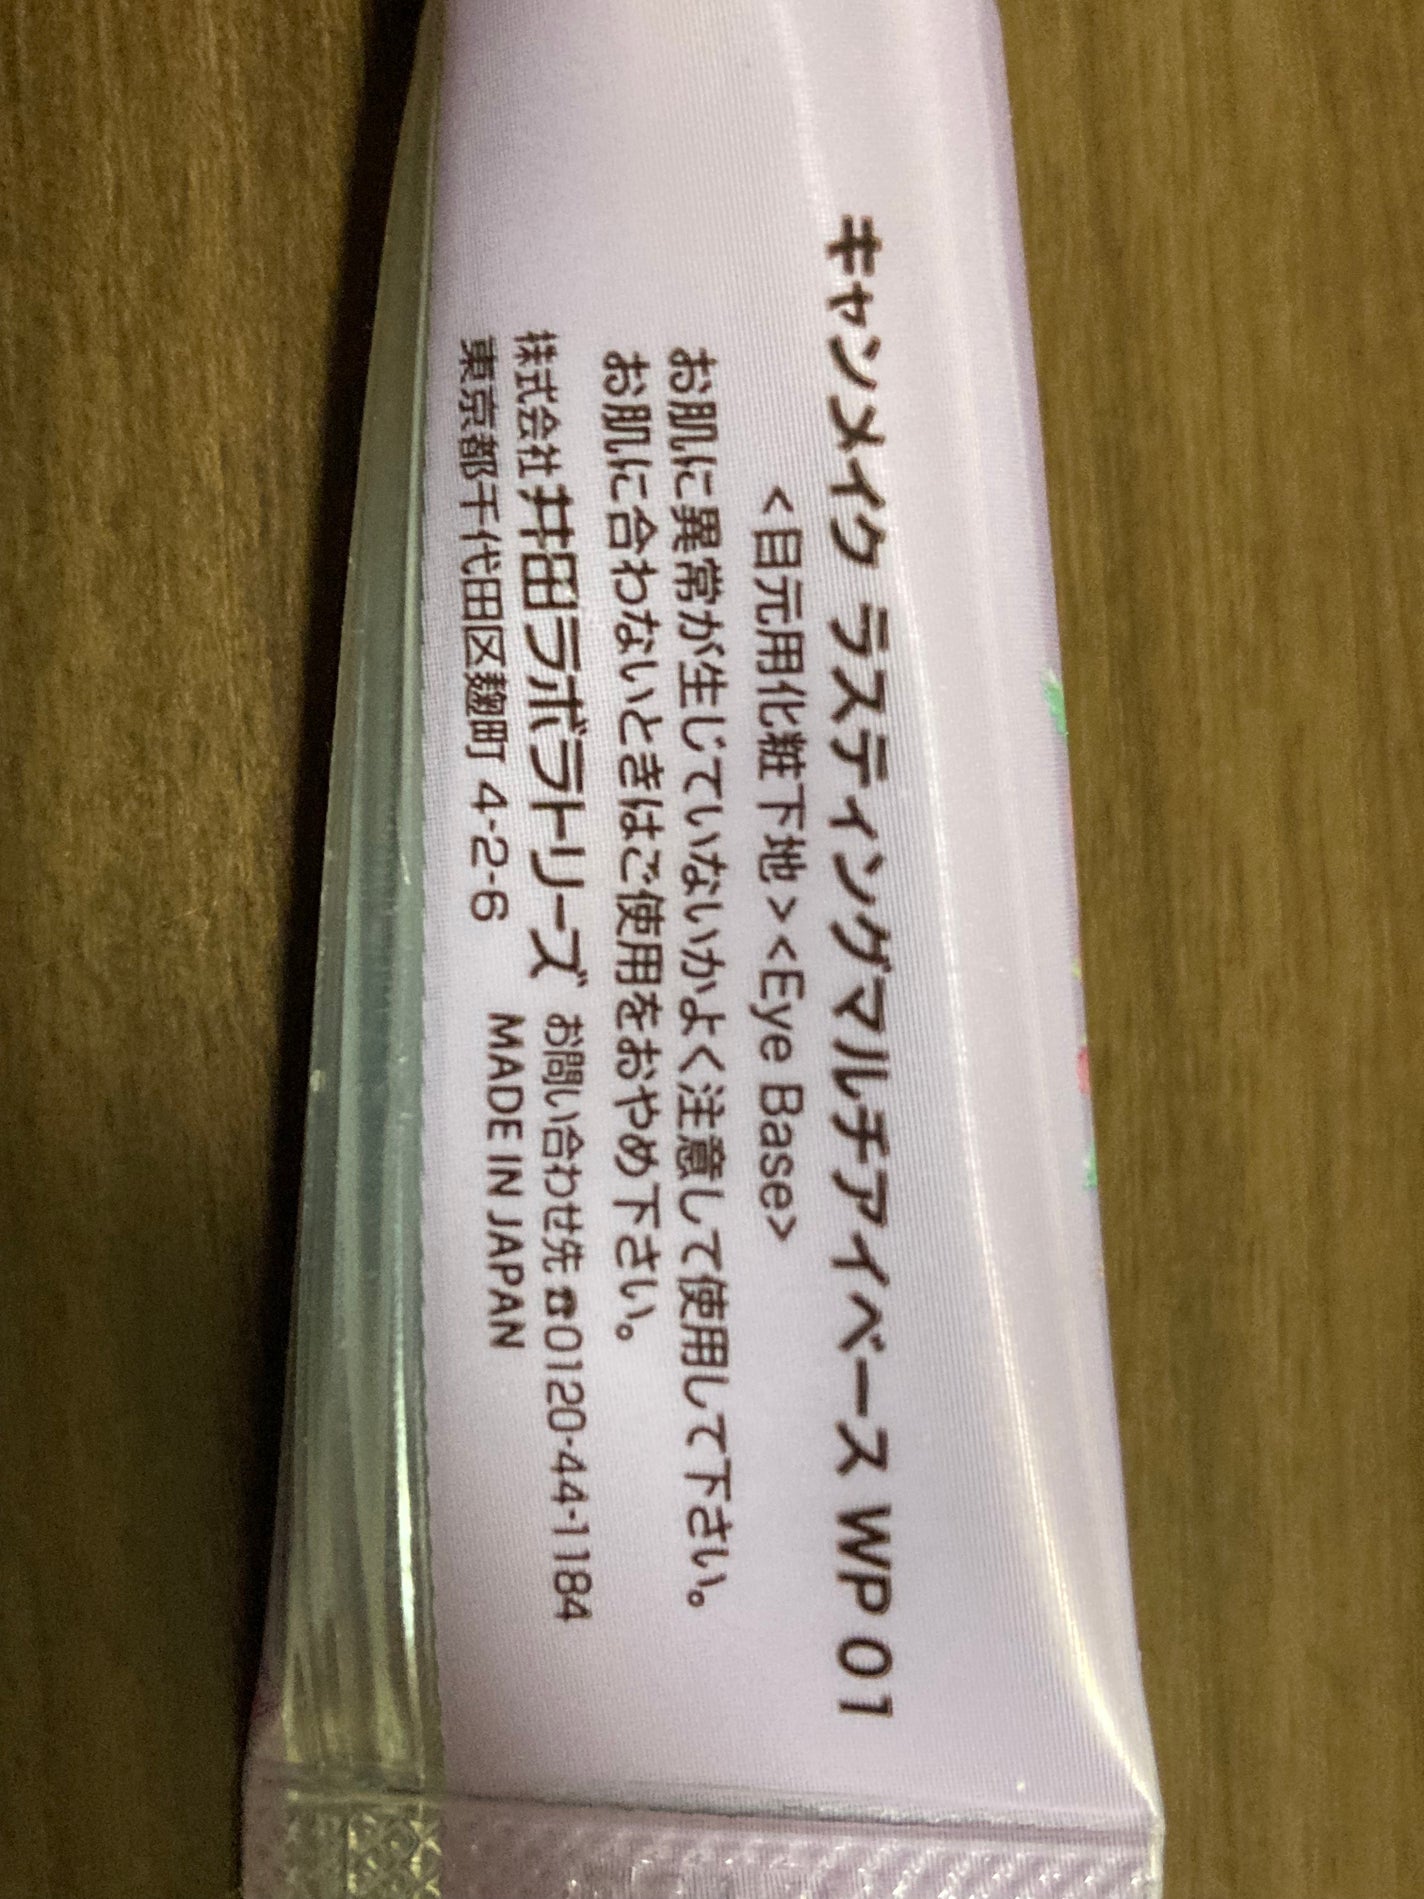 キャンメイク ラスティングマルチアイベース WP 01
<目元用化粧下地><Eye Base>
お肌に異常が生じていないかよく注意して使用して下さい。
お肌に合わないときはご使用をおやめ下さい。
株式会社井田ラボラトリーズ お問い合わせ先☎0120-44-1184
東京都千代田区麹町 4-2-6 MADE IN JAPAN